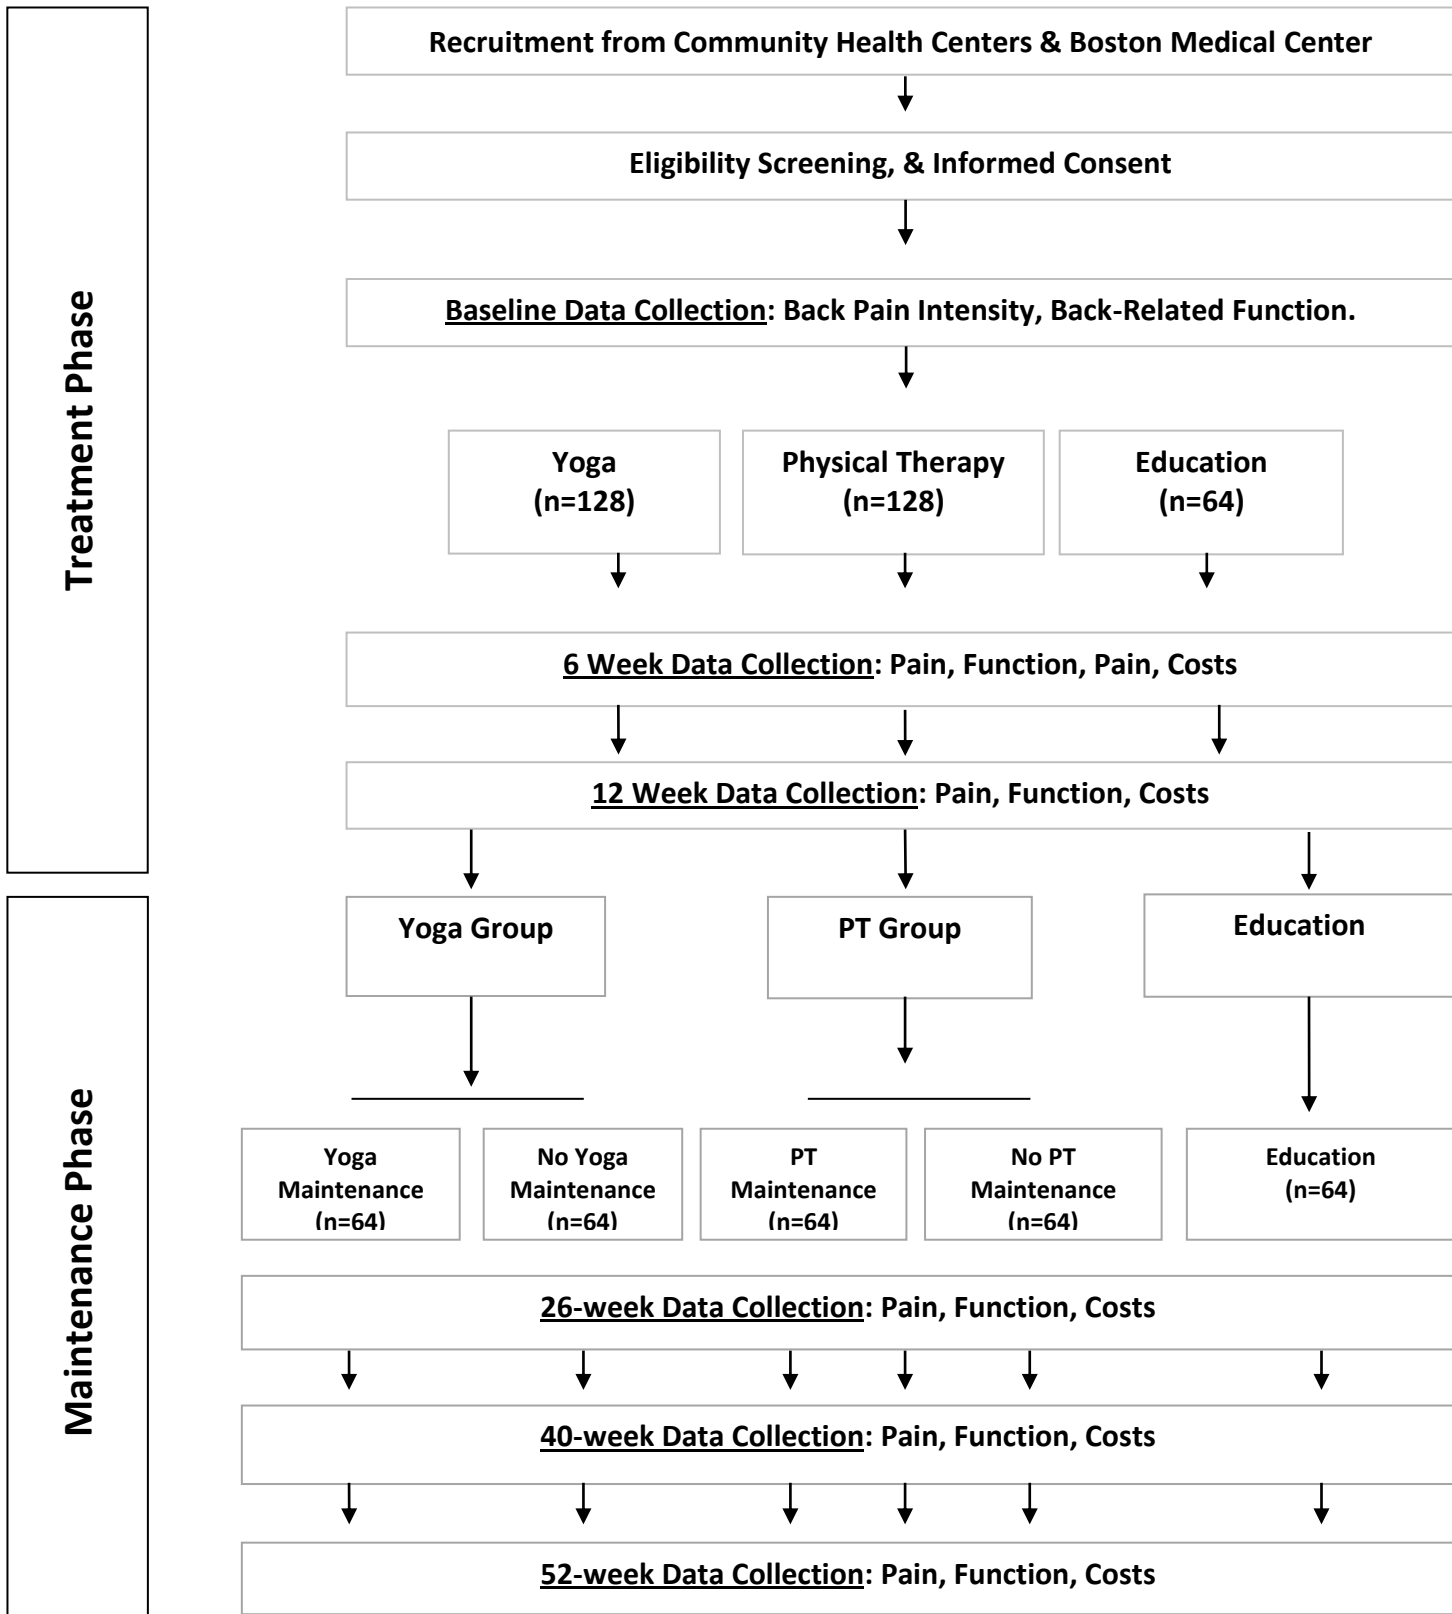 Treatment Phase
Recruitment from Community Health Centers & Boston Medical Center
Eligibility Screening, & Informed Consent
Baseline Data Collection: Back Pain Intensity, Back-Related Function.
Yoga
(n=128)
Physical Therapy
(n=128)
Education
(n=64)
6 Week Data Collection: Pain, Function, Pain, Costs
12 Week Data Collection: Pain, Function, Costs
Maintenance Phase
Yoga Group
PT Group
Education
Yoga
Maintenance
(n=64)
No Yoga
Maintenance
(n=64)
PT
Maintenance
(n=64)
No PT
Maintenance
(n=64)
Education
(n=64)
26-week Data Collection: Pain, Function, Costs
40-week Data Collection: Pain, Function, Costs
52-week Data Collection: Pain, Function, Costs